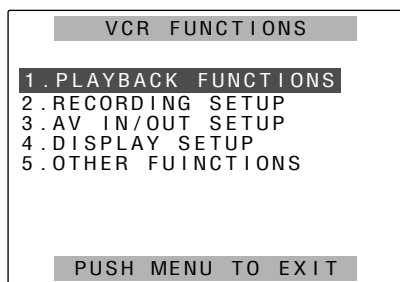 VCR FUNCTIONS
1.PLAYBACK FUNCTIONS
2.RECORDING SETUP
3.AV IN/OUT SETUP
4.DISPLAY SETUP
5.OTHER FUINCTIONS
PUSH MENU TO EXIT